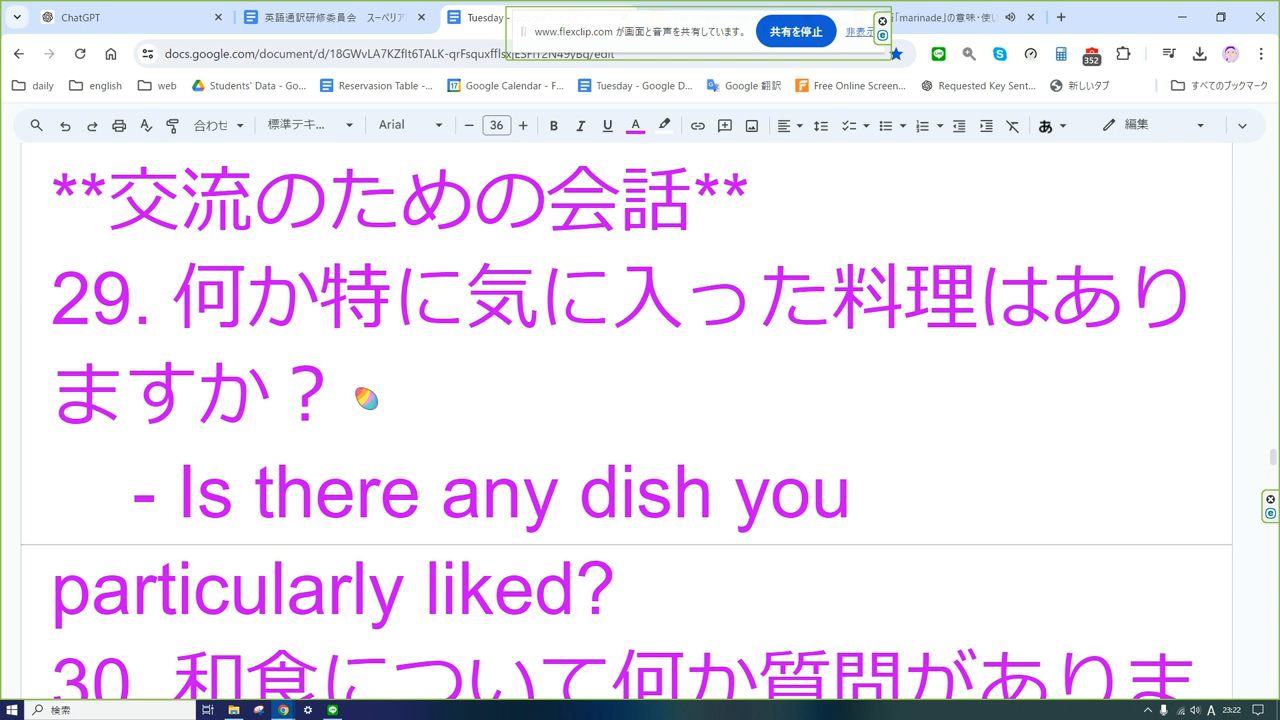 ChatGPT
英語通訳研修委員会 スーペリア
Tuesday -
www.flexclip.com が画面と音声を共有しています。
共有を停止
非表示
「marinade」の意味・使い
352
daily
english
web
Students' Data - Go...
Reservasion Table -...
Google Calendar - F...
Tuesday - Google D...
Google 翻訳
Free Online Screen...
Requested Key Sent...
新しいタブ
すべてのブックマーク
合わせ
標準テキ...
Arial
36
B
I
U
A
あ
編集
**交流のための会話**
29. 何か特に気に入った料理はあり
ますか？
- Is there any dish you
particularly liked?
30. 和食について何か質問がありま
検索
A
23:22